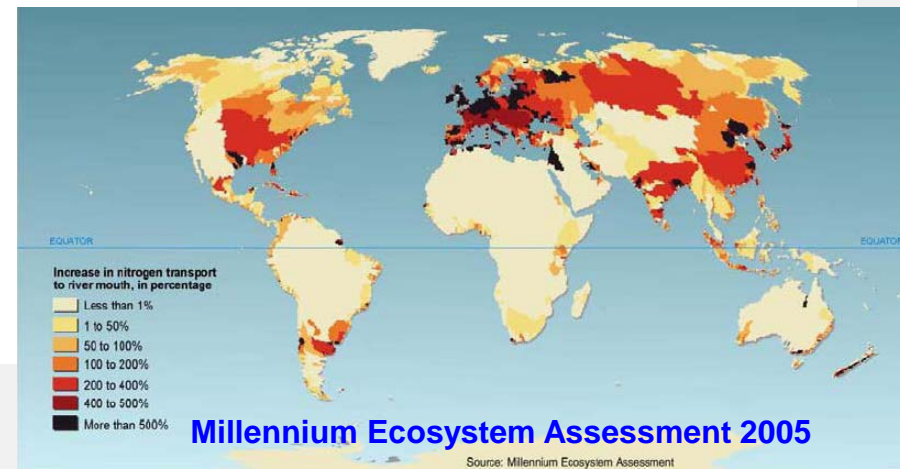 EQUATOR
EQUATOR
Increase in nitrogen transport
to river mouth, in percentage
Less than 1%
1 to 50%
50 to 100%
100 to 200%
200 to 400%
400 to 500%
More than 500%
Millennium Ecosystem Assessment 2005
Source: Millennium Ecosystem Assessment